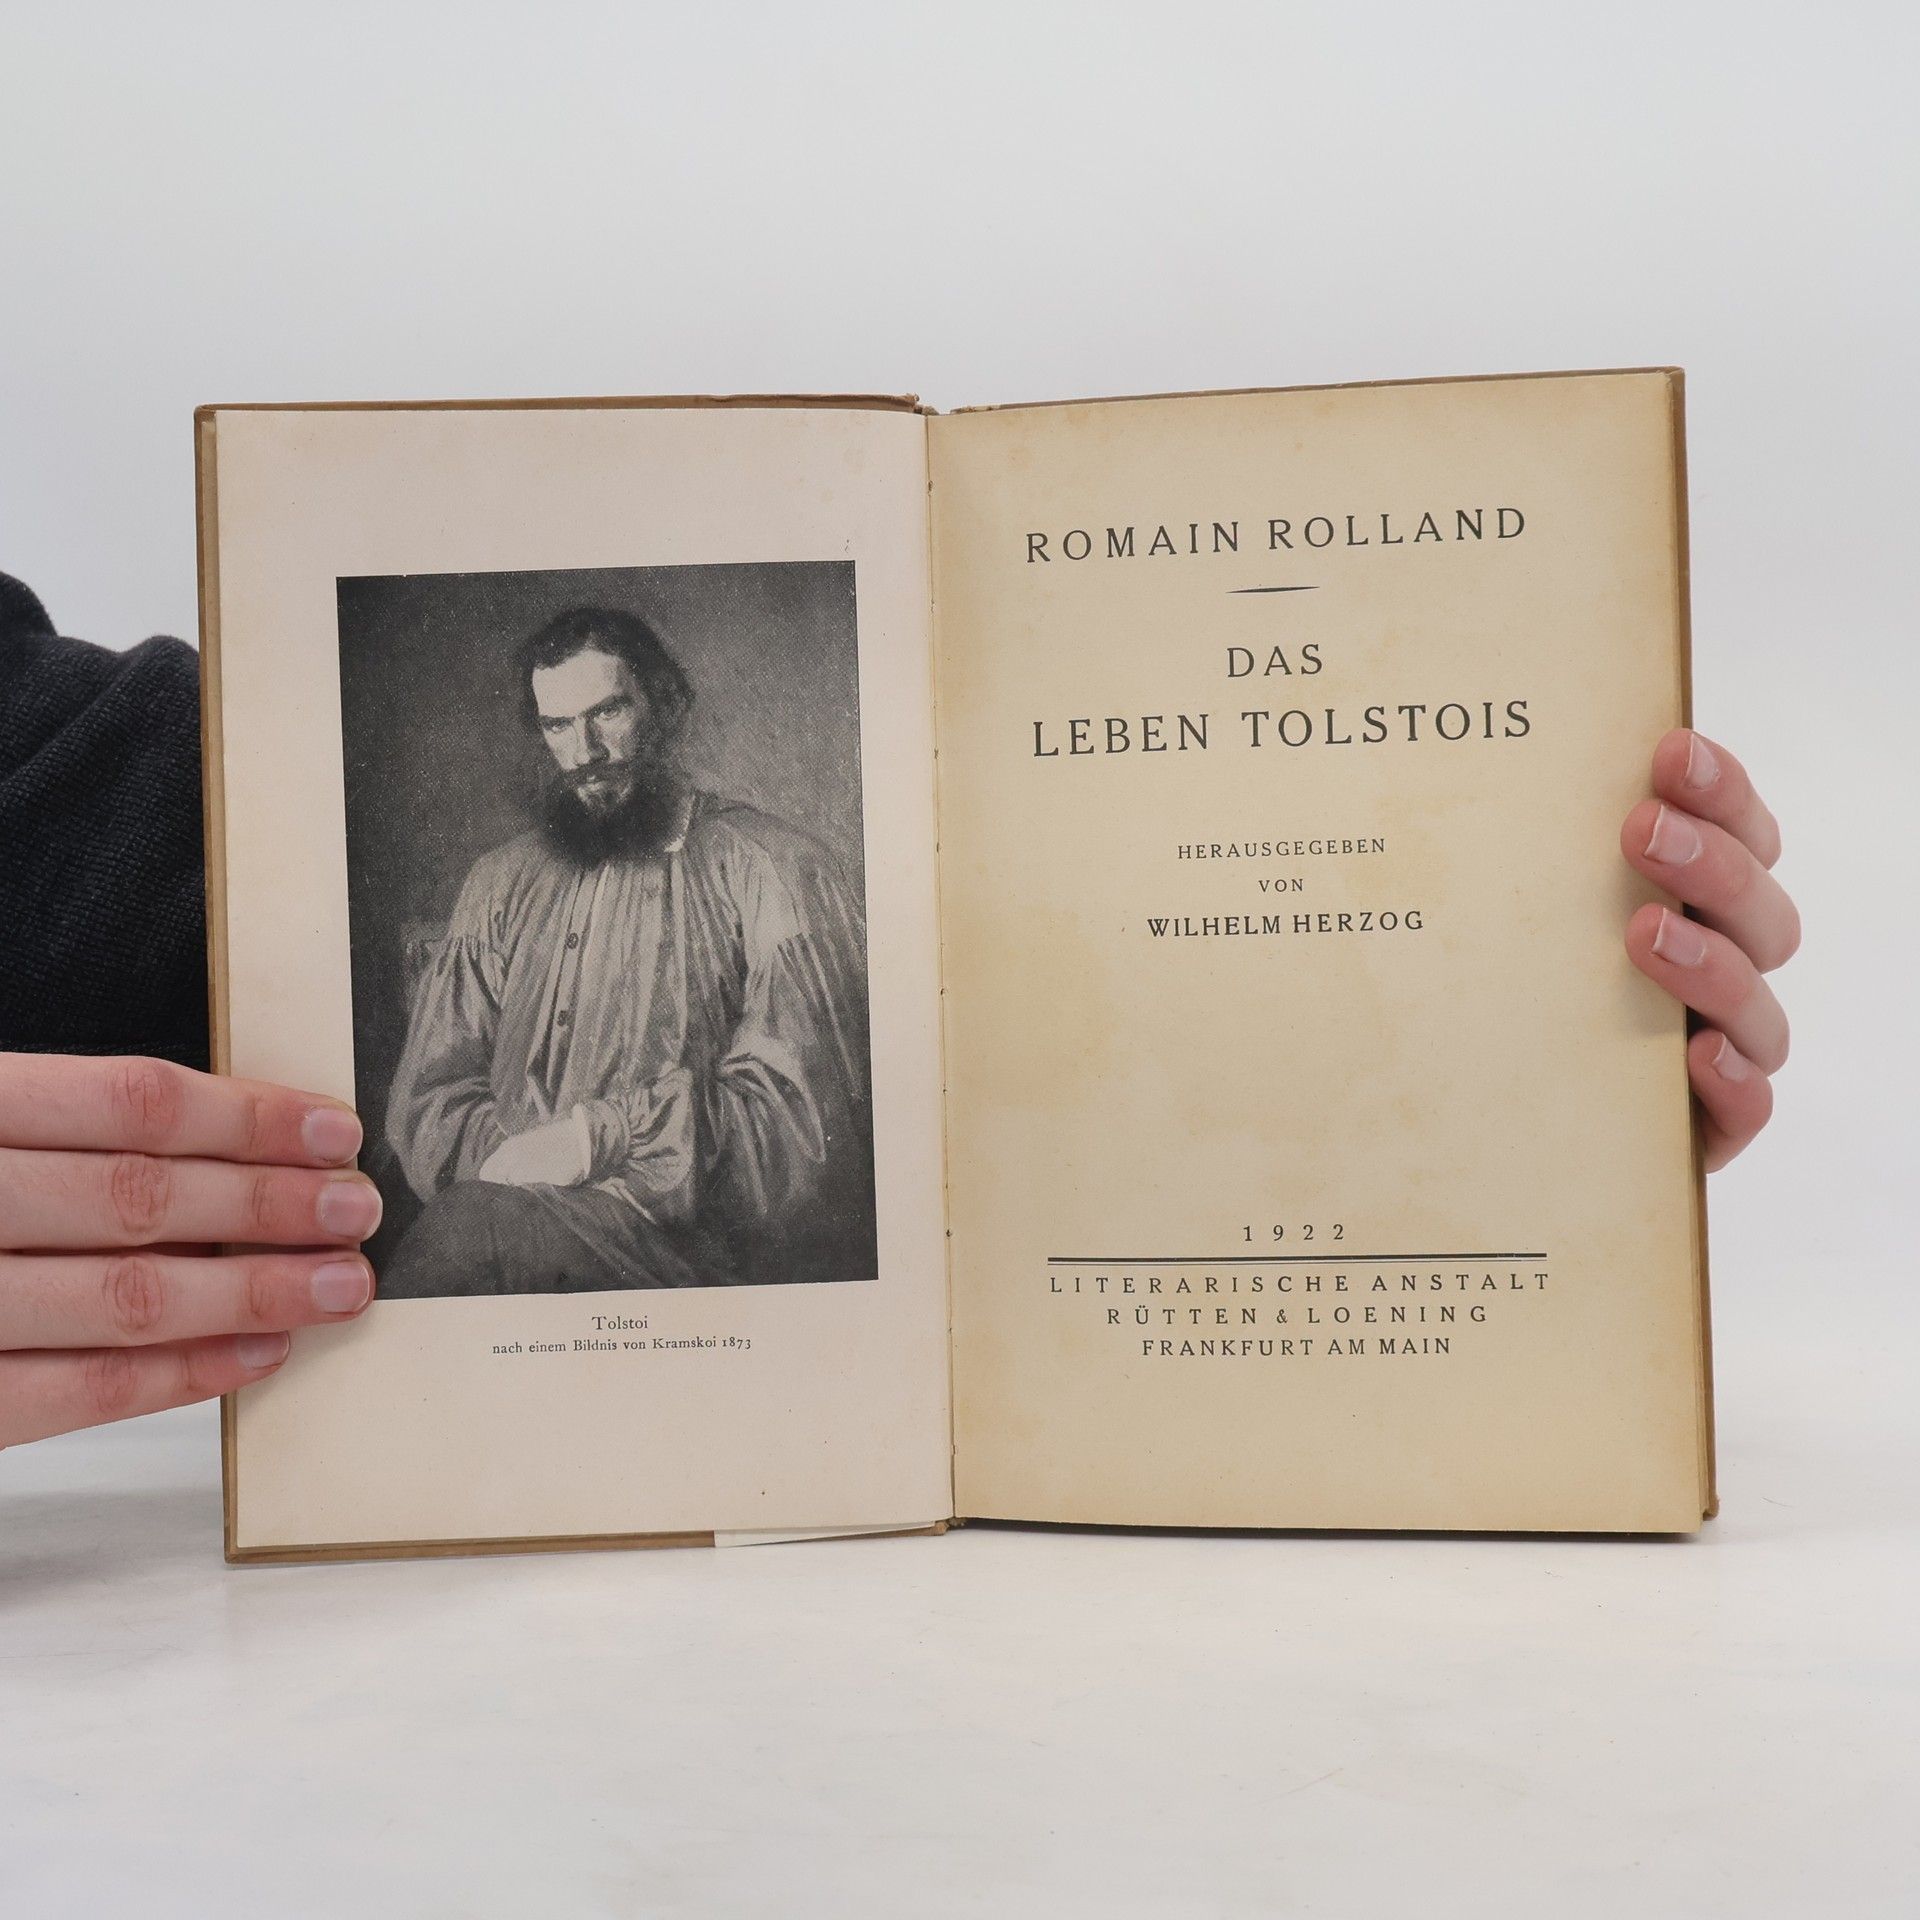 Tolstoi
nach einem Bildnis von Kramskoi 1873
ROMAIN ROLLAND
DAS
LEBEN TOLSTOIS
HERAUSGEGEBEN
VON
WILHELM HERZOG
1922
LITERARISCHE ANSTALT
RÜTTEN & LOENING
FRANKFURT AM MAIN